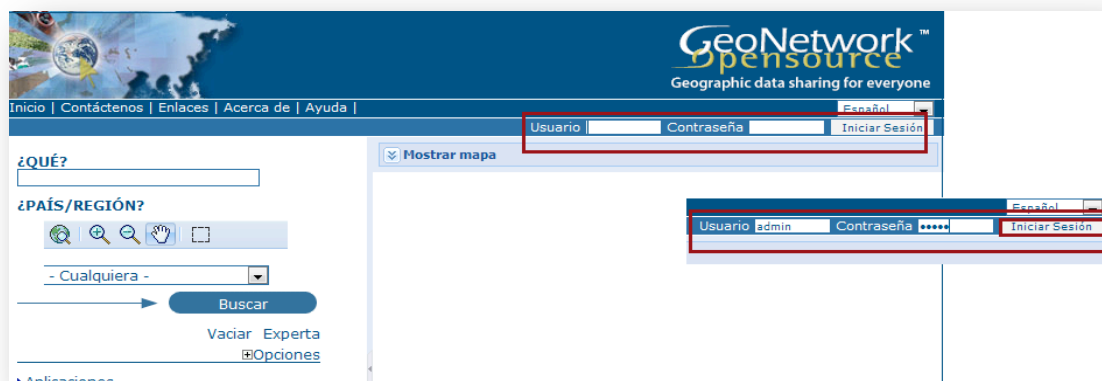 GeoNetwork™
Opensource
Geographic data sharing for everyone
Inicio | Contáctenos | Enlaces | Acerca de | Ayuda |
Español
Usuario
Contraseña
Iniciar Sesión
¿QUÉ?
Mostrar mapa
¿PAÍS/REGIÓN?
Español
Usuario admin Contraseña •••••
Iniciar Sesión
- Cualquiera -
Buscar
Vaciar Experta
Opciones
Aplicaciones